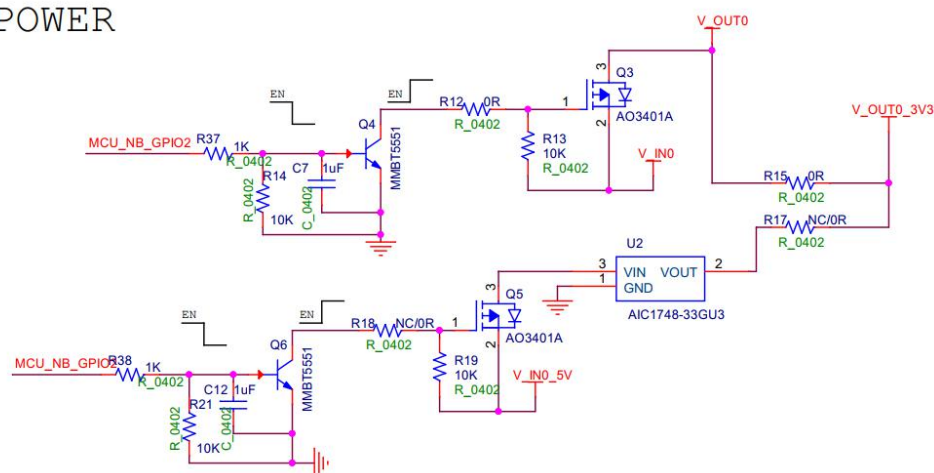 POWER
V_OUT0
EN
EN
3
Q3
R12 0R
R_0402
1
2
AO3401A
V_OUT0_3V3
MCU_NB_GPIO2
R37
1K
R_0402
Q4
MMBT5551
R14
R_0402
10K
C7
1uF
C_0402
R13
10K
R_0402
V_IN0
R15 0R
R_0402
R17 NC/0R
R_0402
U2
3
VIN
VOUT
2
1
GND
AIC1748-33GU3
EN
EN
3
Q5
R18 NC/0R
R_0402
1
2
AO3401A
MCU_NB_GPIO2
R38
1K
R_0402
Q6
MMBT5551
R21
R_0402
10K
C12
1uF
C_0402
R19
10K
R_0402
V_IN0_5V